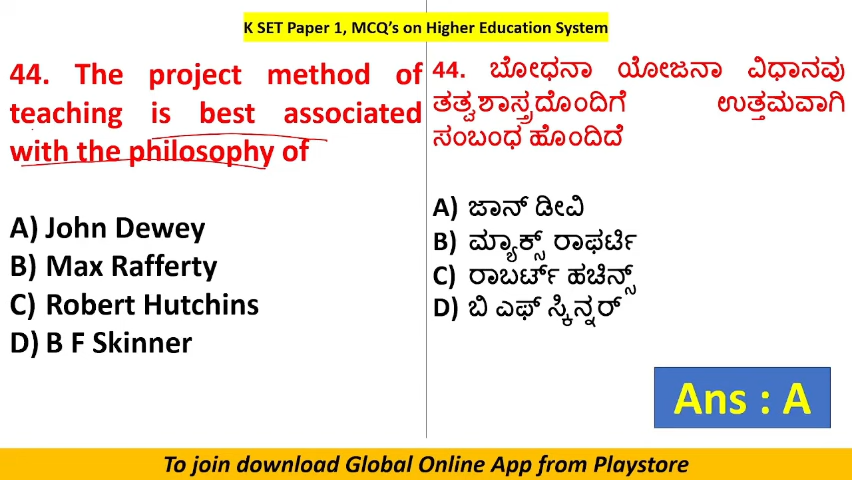 K SET Paper 1, MCQ's on Higher Education System
44. The project method of
teaching is best associated
with the philosophy of
A) John Dewey
B) Max Rafferty
C) Robert Hutchins
D) B F Skinner
44. ಬೋಧನಾ ಯೋಜನಾ ವಿಧಾನವು
ತತ್ವಶಾಸ್ತ್ರದೊಂದಿಗೆ ಉತ್ತಮವಾಗಿ
ಸಂಬಂಧ ಹೊಂದಿದೆ
A) ಜಾನ್ ಡೀವಿ
B) ಮ್ಯಾಕ್ಸ್ ರಾಫರ್ಟಿ
C) ರಾಬರ್ಟ್ ಹಚಿನ್ಸ್
D) ಬಿ ಎಫ್ ಸ್ಕಿನ್ನರ್
Ans : A
To join download Global Online App from Playstore